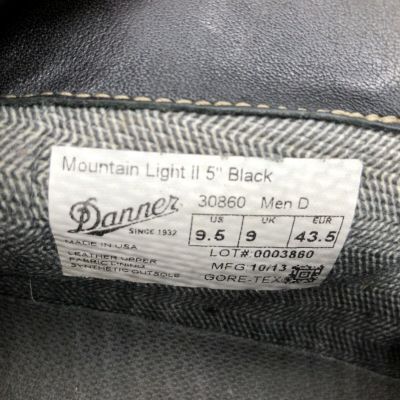 Mountain Light II 5" Black
30860 Men D
Danner
SINCE 1932
US UK EUR
9.5 9 43.5
MADE IN USA
LOT# 0003860
LEATHER UPPER
FABRIC LINING
SYNTHETIC OUTSOLE
MFG 10/13
GORE-TEX